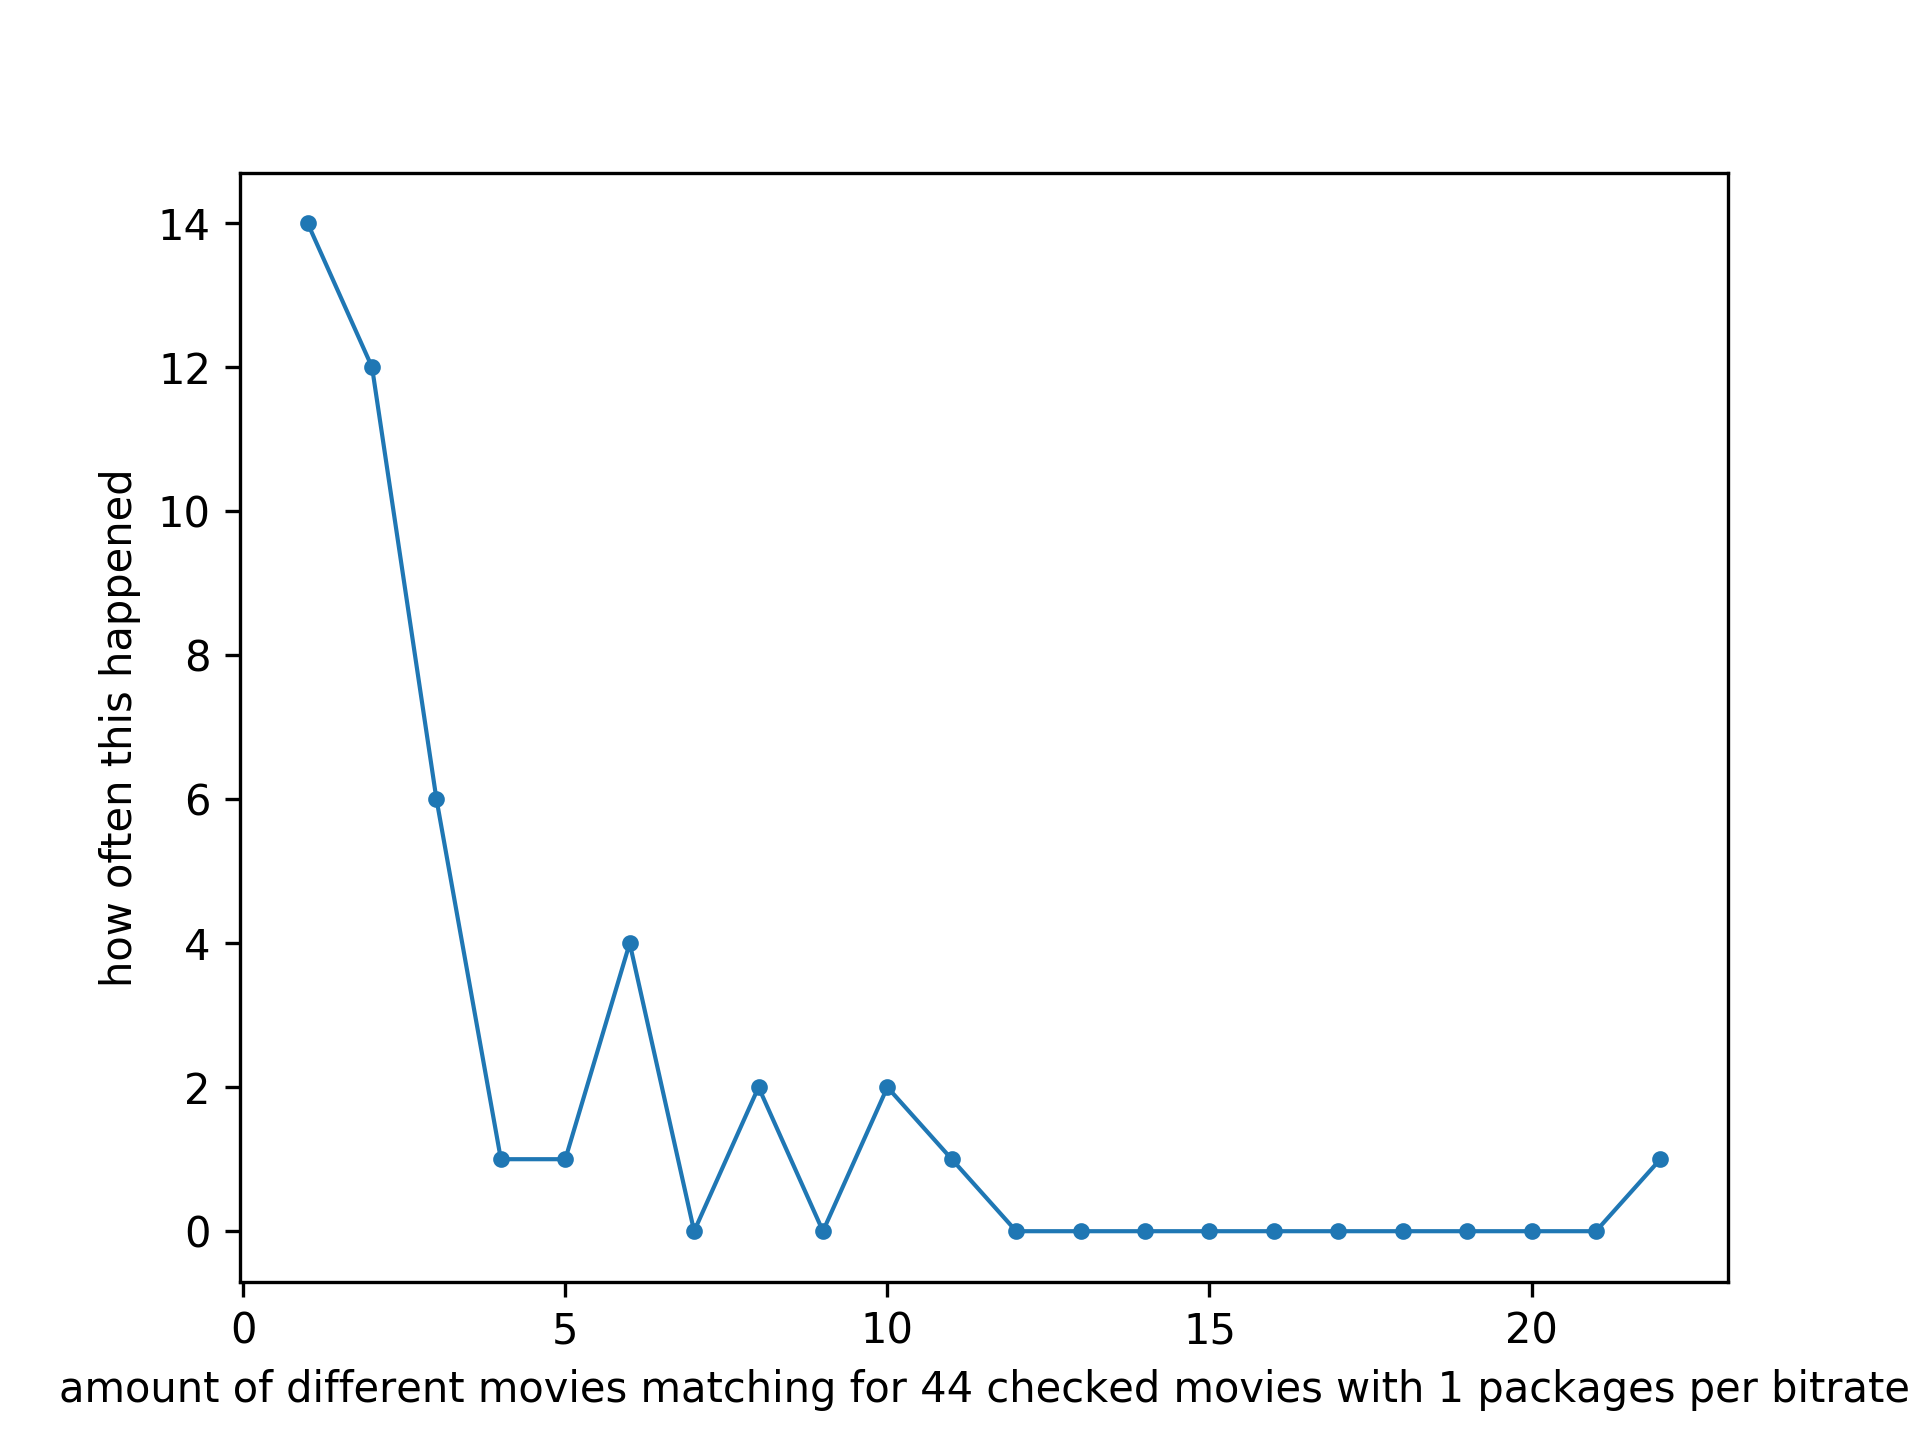 14
12
10
8
6
4
2
0
how often this happened
0 5 10 15 20
amount of different movies matching for 44 checked movies with 1 packages per bitrate